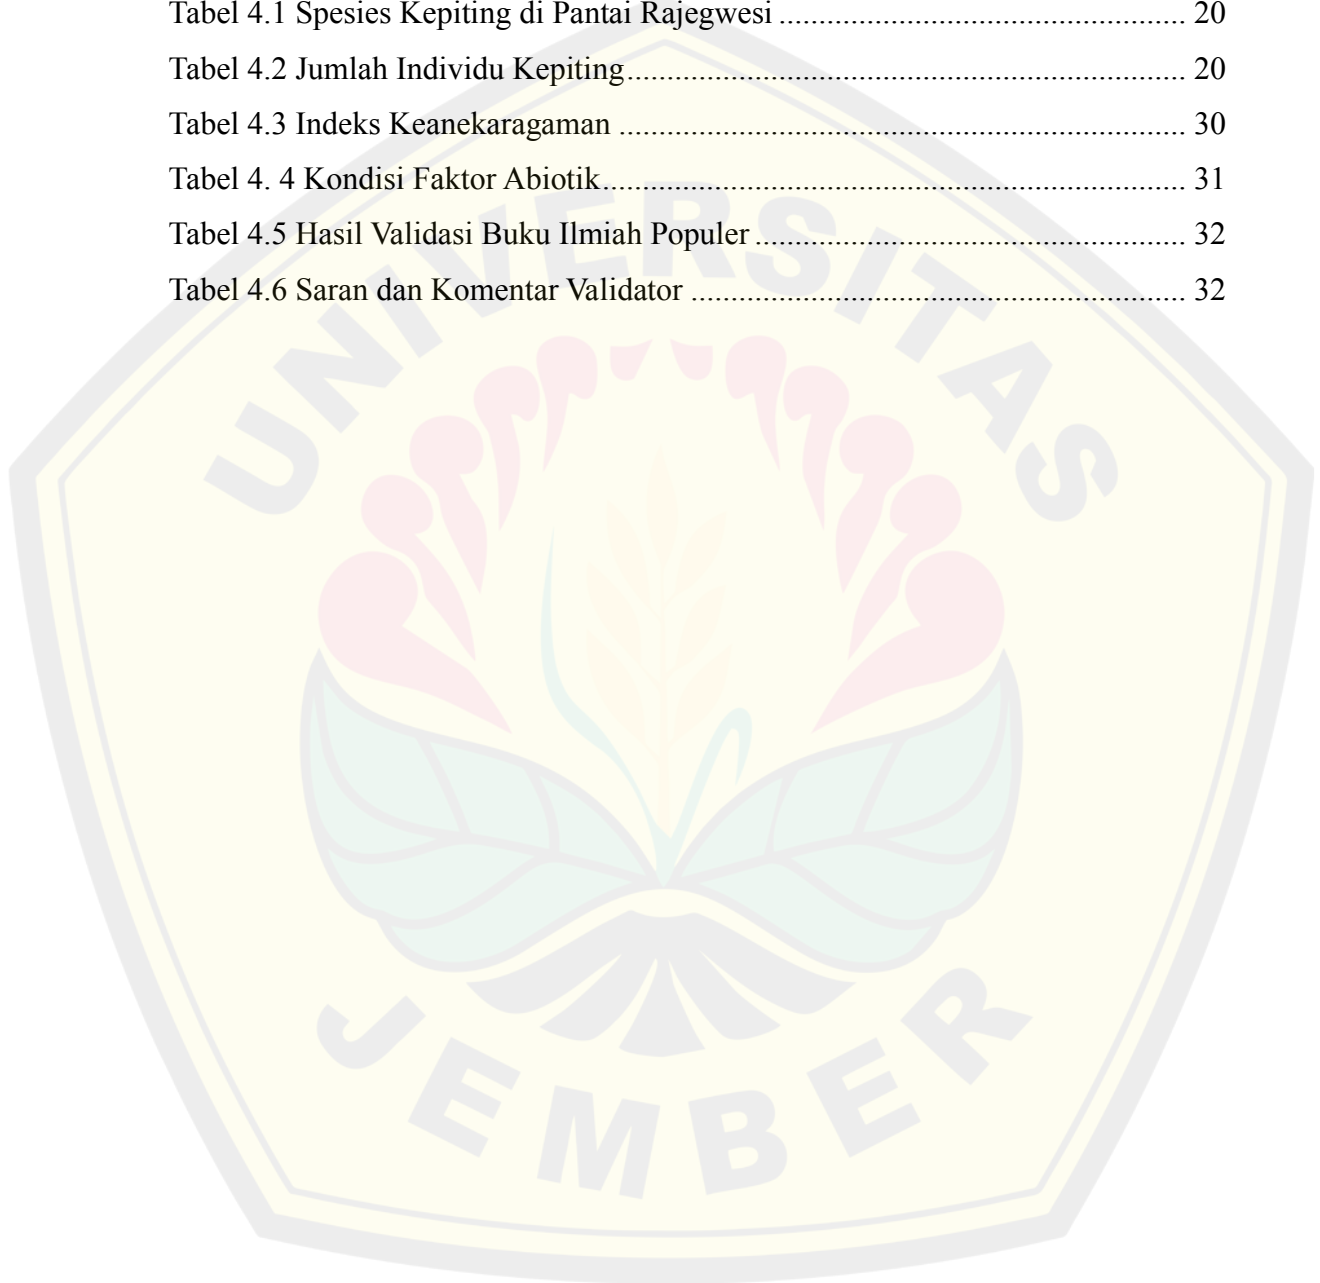 Tabel 4.1 Spesies Kepiting di Pantai Rajegwesi .................................................. 20
Tabel 4.2 Jumlah Individu Kepiting..................................................................... 20
Tabel 4.3 Indeks Keanekaragaman ...................................................................... 30
Tabel 4. 4 Kondisi Faktor Abiotik........................................................................ 31
Tabel 4.5 Hasil Validasi Buku Ilmiah Populer ..................................................... 32
Tabel 4.6 Saran dan Komentar Validator ............................................................. 32
UNIVERSITAS
JEMBER